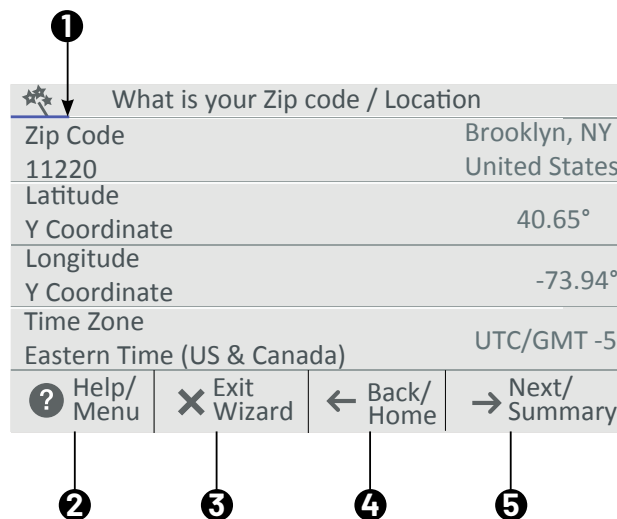 1
What is your Zip code / Location
Zip Code
Brooklyn, NY
11220
United States
Latitude
Y Coordinate
40.65°
Longitude
Y Coordinate
-73.94°
Time Zone
Eastern Time (US & Canada)
UTC/GMT -5
? Help/
Menu
Exit
Wizard
Back/
Home
Next/
Summary
2
3
4
5